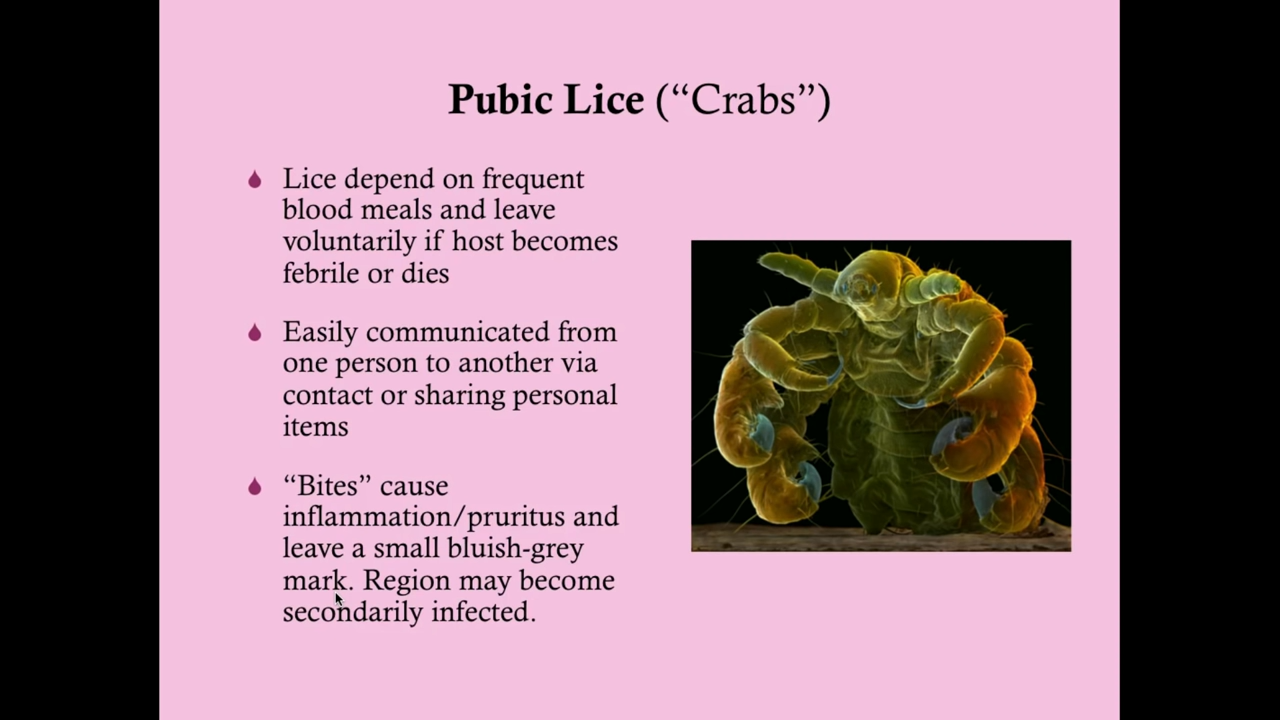 Pubic Lice (“Crabs”)
Lice depend on frequent
blood meals and leave
voluntarily if host becomes
febrile or dies
Easily communicated from
one person to another via
contact or sharing personal
items
“Bites” cause
inflammation/pruritus and
leave a small bluish-grey
mark. Region may become
secondarily infected.